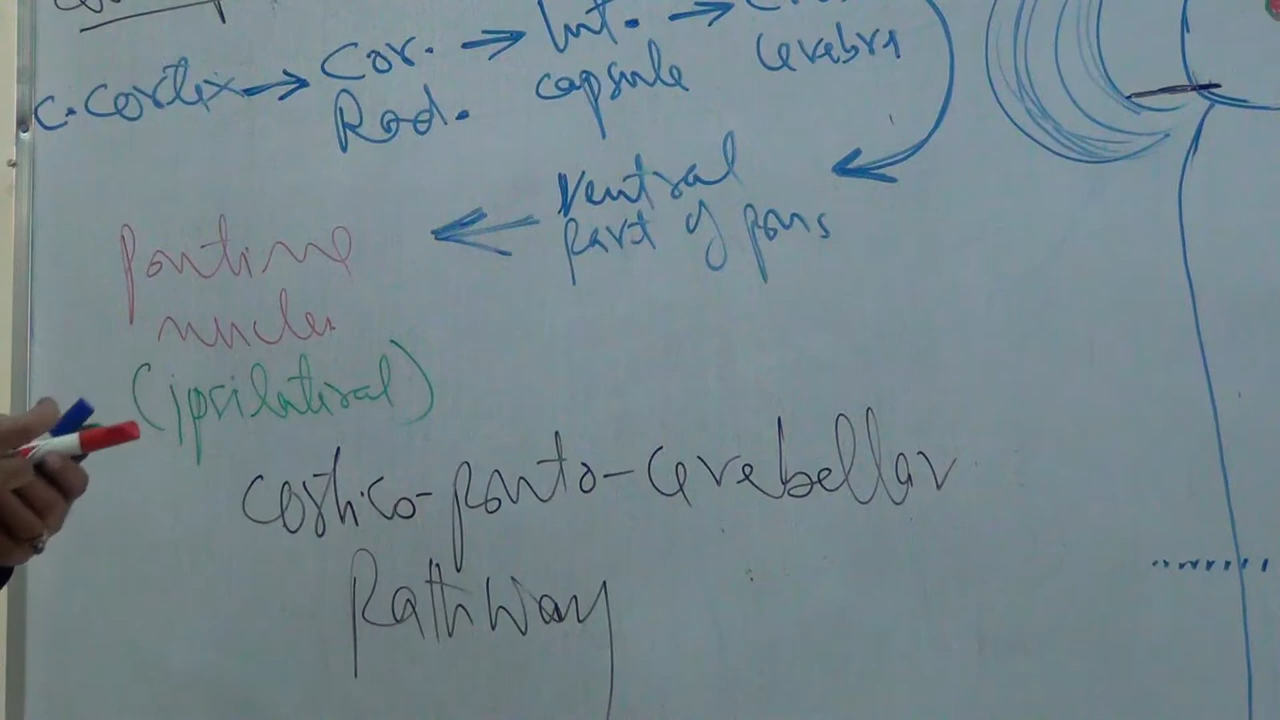 C. Cortex → Cor. Rad. → Int. capsule → cerebri
Ventral
part of pons
Pontine
nuclei
(ipsilateral)
Cortico-ponto-Cerebellar
Pathway